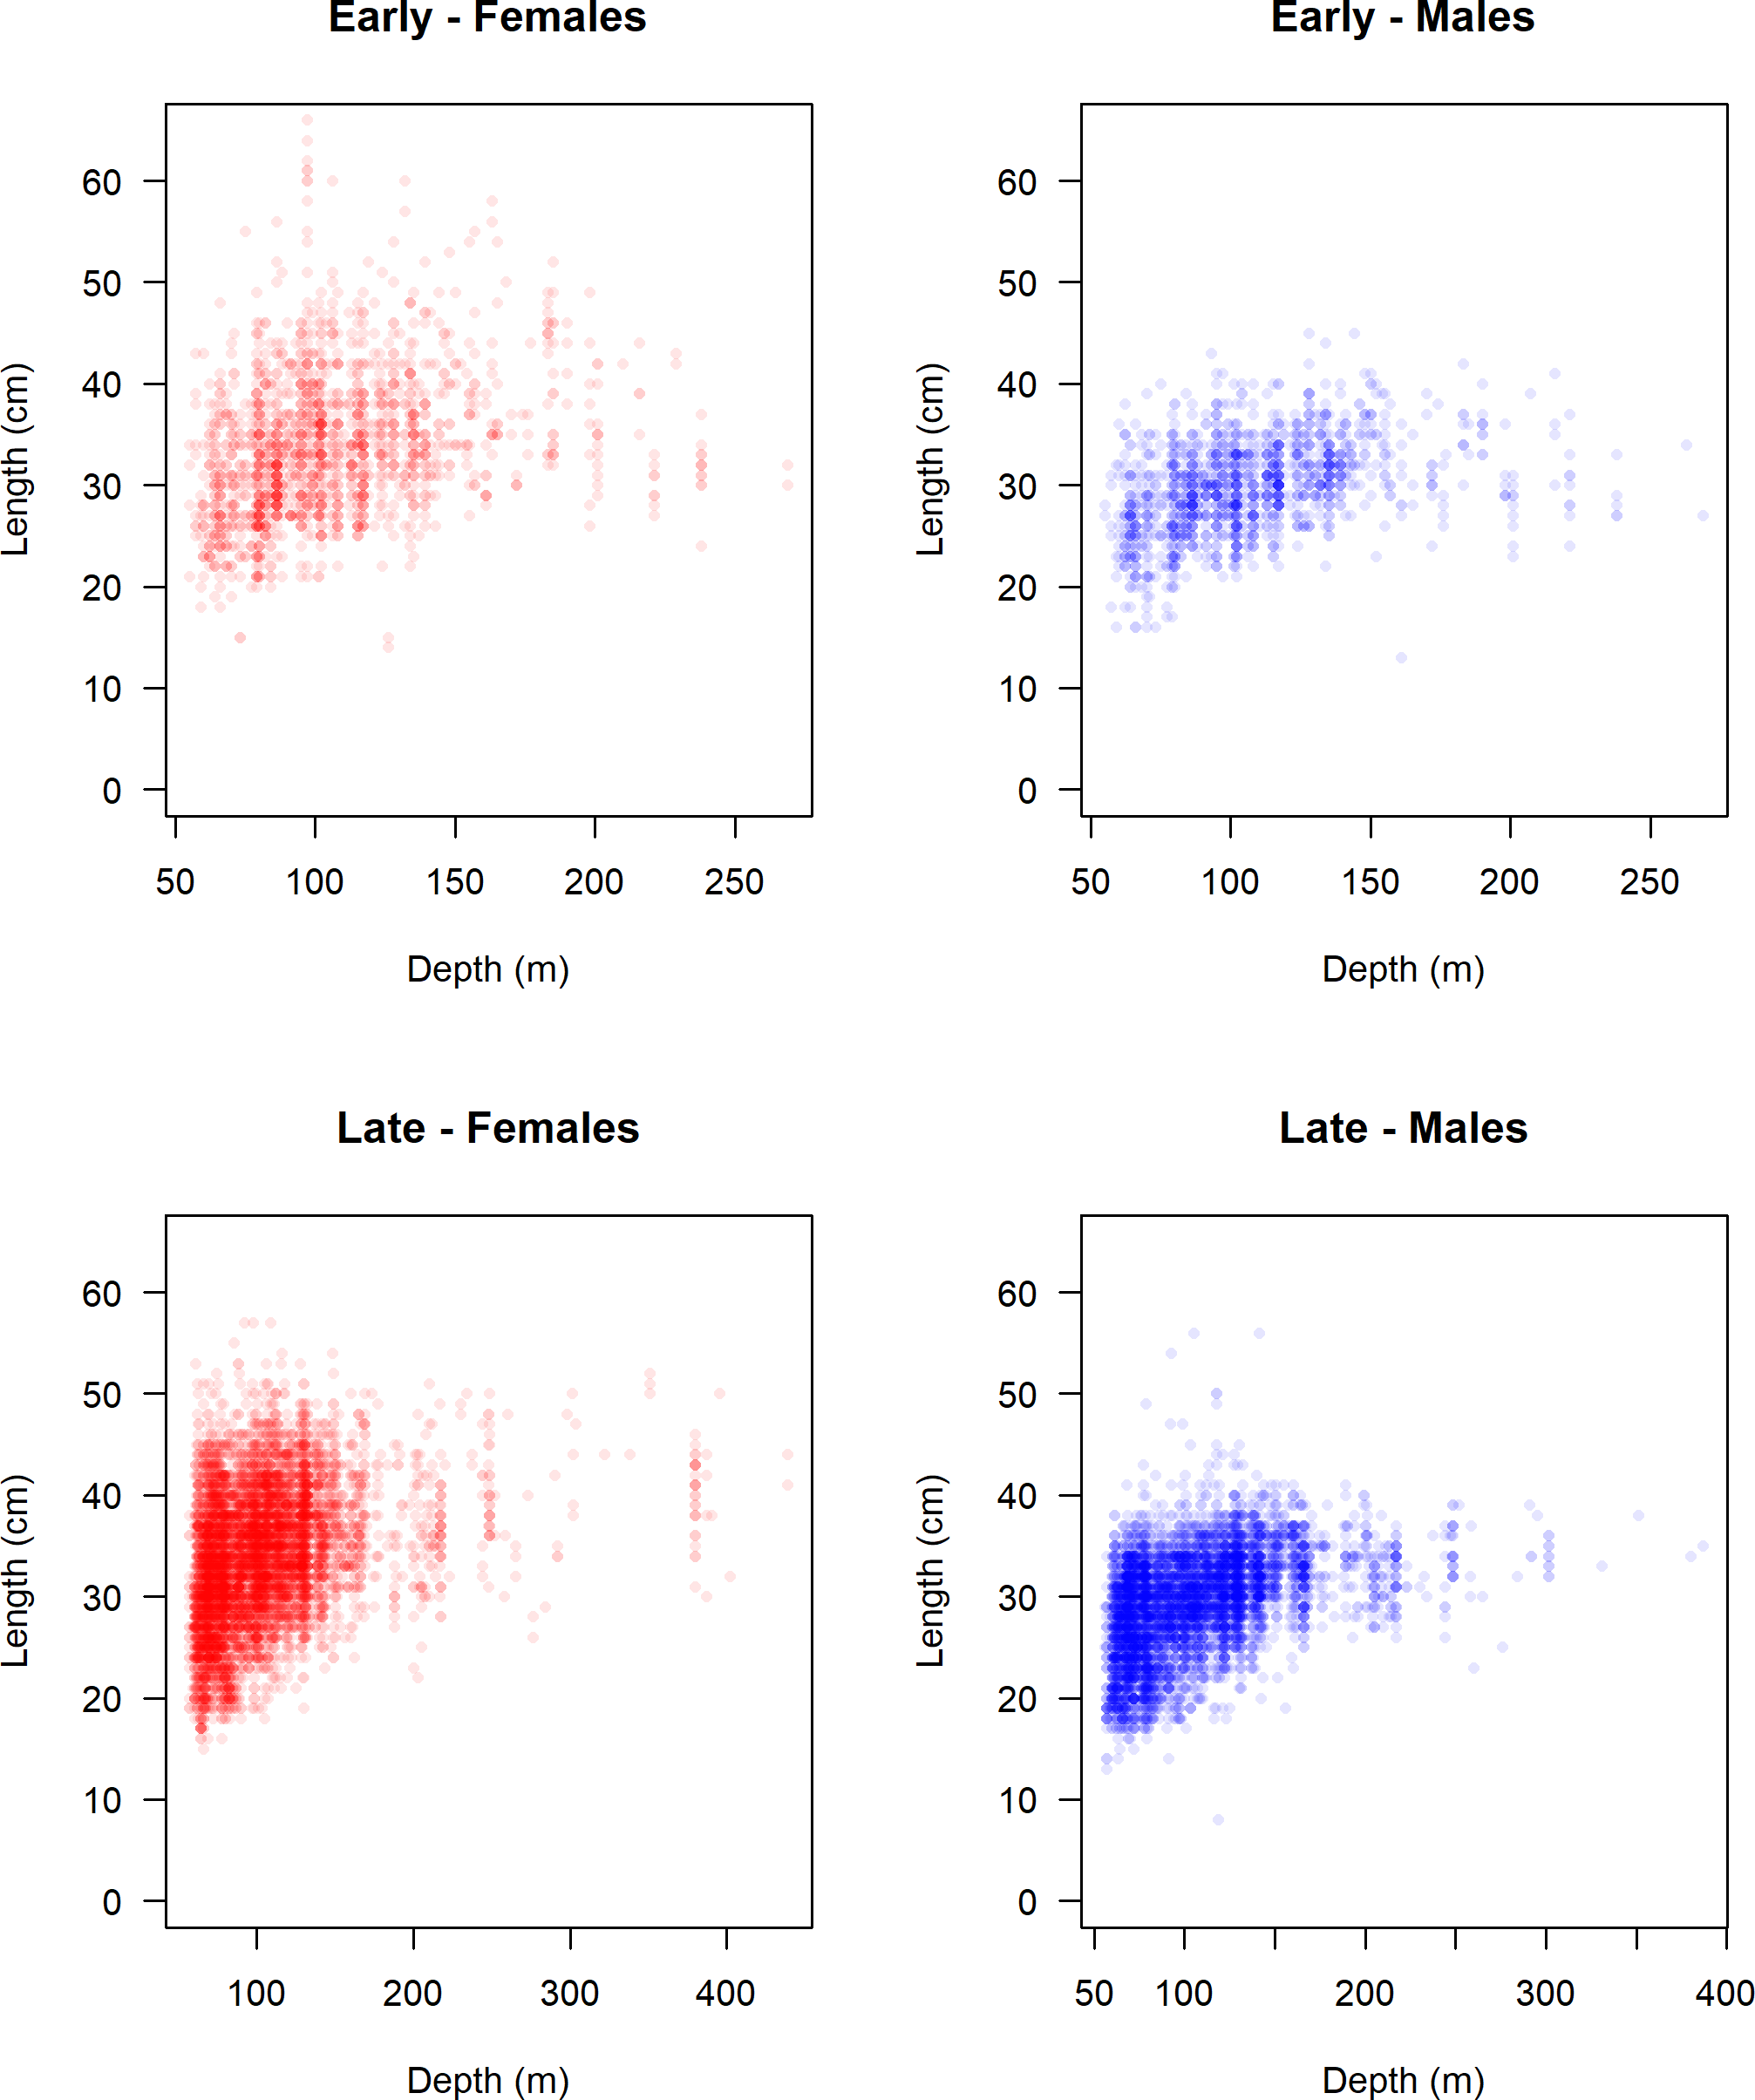 Early - Females
Early - Males
Length (cm)
60
50
40
30
20
10
0
50 100 150 200 250
Depth (m)
Length (cm)
60
50
40
30
20
10
0
50 100 150 200 250
Depth (m)
Late - Females
Late - Males
Length (cm)
60
50
40
30
20
10
0
100 200 300 400
Depth (m)
Length (cm)
60
50
40
30
20
10
0
50 100 200 300 400
Depth (m)